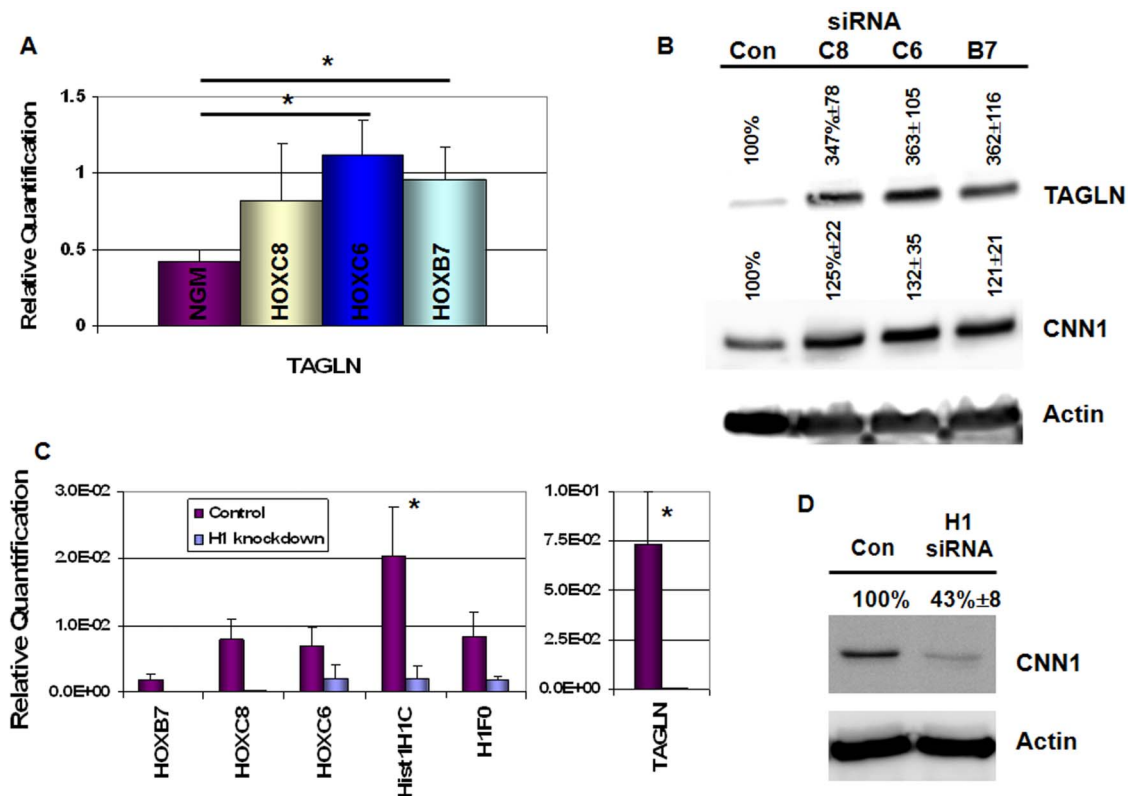 A
*
*
1.5
1
0.5
0
Relative Quantification
NGM
HOXC8
HOXC6
HOXB7
TAGLN
B
siRNA
Con C8 C6 B7
100% 347%±78 363±105 362±116
TAGLN
100% 125%±22 132±35 121±21
CNN1
Actin
C
Relative Quantification
3.0E-02
2.0E-02
1.0E-02
0.0E+00
Control
H1 knockdown
*
HOXB7
HOXC8
HOXC6
Hist1H1C
H1F0
1.0E-01
7.5E-02
5.0E-02
2.5E-02
0.0E+00
*
TAGLN
D
Con H1 siRNA
100% 43%±8
CNN1
Actin